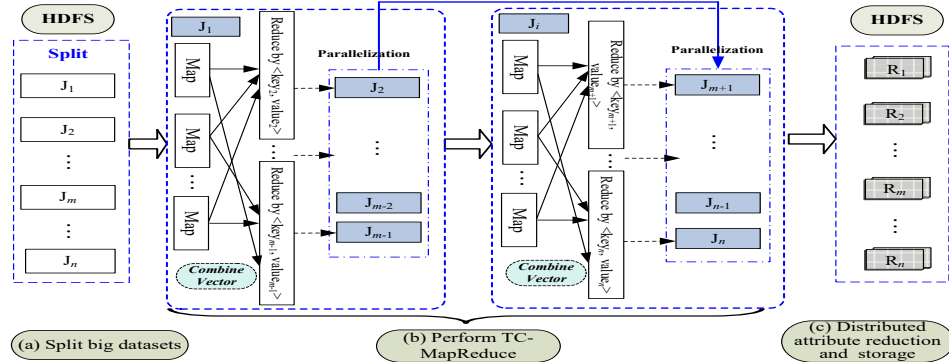 HDFS
Split
J1
J2
...
Jm
...
Jn
(a) Split big datasets
J1
Map
Map
...
Map
Combine
Vector
Reduce by <key2, value2>
...
Reduce by <keym-1, valuem-1>
Parallelization
J2
...
Jm-2
Jm-1
Ji
Map
Map
...
Map
Combine
Vector
Reduce by <keym+1,
valuem+1>
...
Reduce by <keyn, valuen>
Parallelization
Jm+1
...
Jn-1
Jn
(b) Perform TC-
MapReduce
HDFS
R1
R2
...
Rm
...
Rn
(c) Distributed
attribute reduction
and storage